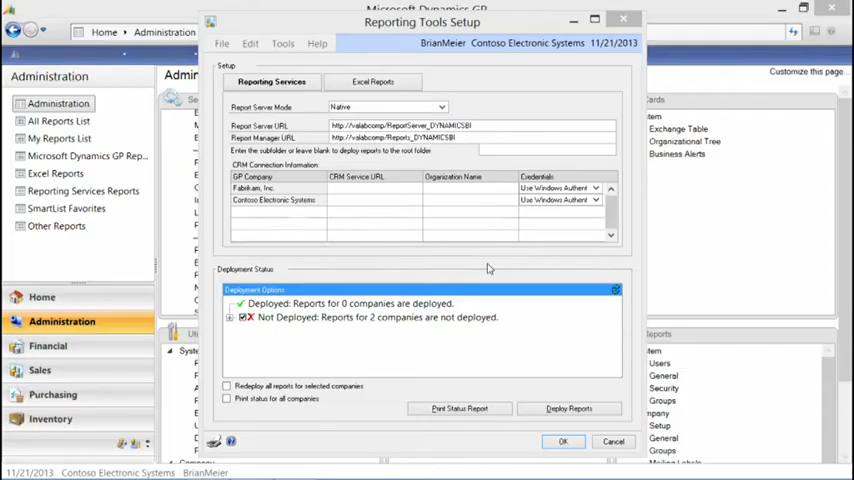 Microsoft Dynamics GP
Home
Administration
Customize this page...
Administration
Administration
All Reports List
My Reports List
Microsoft Dynamics GP Repo...
Excel Reports
Reporting Services Reports
SmartList Favorites
Other Reports
Home
Administration
Financial
Sales
Purchasing
Inventory
Reporting Tools Setup
File Edit Tools Help
BrianMeier Contoso Electronic Systems 11/21/2013
Setup
Reporting Services
Excel Reports
Report Server Mode
Native
Report Server URL
http://valabcomp/ReportServer_DYNAMICSBI
Report Manager URL
http://valabcomp/Reports_DYNAMICSBI
Enter the subfolder or leave blank to deploy reports to the root folder
CRM Connection Information:
GP Company CRM Service URL Organization Name Credentials
Fabrikam, Inc. Use Windows Authent
Contoso Electronic Systems Use Windows Authent
Deployment Status
Deployment Options
Deployed: Reports for 0 companies are deployed.
Not Deployed: Reports for 2 companies are not deployed.
Redeploy all reports for selected companies
Print status for all companies
Print Status Report
Deploy Reports
OK
Cancel
Cards
Exchange Table
Organizational Tree
Business Alerts
Reports
Users
General
Security
Groups
Setup
General
Mailing Labels
11/21/2013 Contoso Electronic Systems BrianMeier